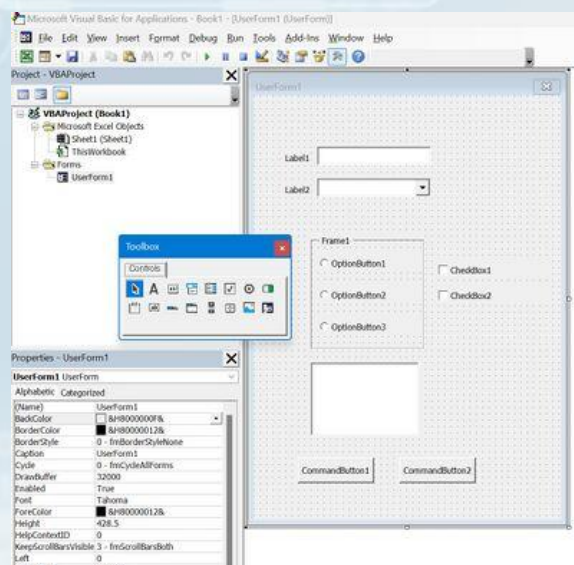 Microsoft Visual Basic for Applications - Book1 - [UserForm1 (UserForm)]
File Edit View Insert Format Debug Run Tools Add-Ins Window Help
Project - VBAProject
VBAProject (Book1)
Microsoft Excel Objects
Sheet1 (Sheet1)
ThisWorkbook
Forms
UserForm1
UserForm1
Label1
Label2
Frame1
OptionButton1
OptionButton2
OptionButton3
CheckBox1
CheckBox2
CommandButton1 CommandButton2
Toolbox
Controls
A
Properties - UserForm1
UserForm1 UserForm
Alphabetic Categorized
(Name) UserForm1
BackColor &H8000000F&
BorderColor &H80000012&
BorderStyle 0 - fmBorderStyleNone
Caption UserForm1
Cycle 0 - fmCycleAllForms
DrawBuffer 32000
Enabled True
Font Tahoma
ForeColor &H80000012&
Height 428.5
HelpContextID 0
KeepScrollBarsVisible 3 - fmScrollBarsBoth
Left 0